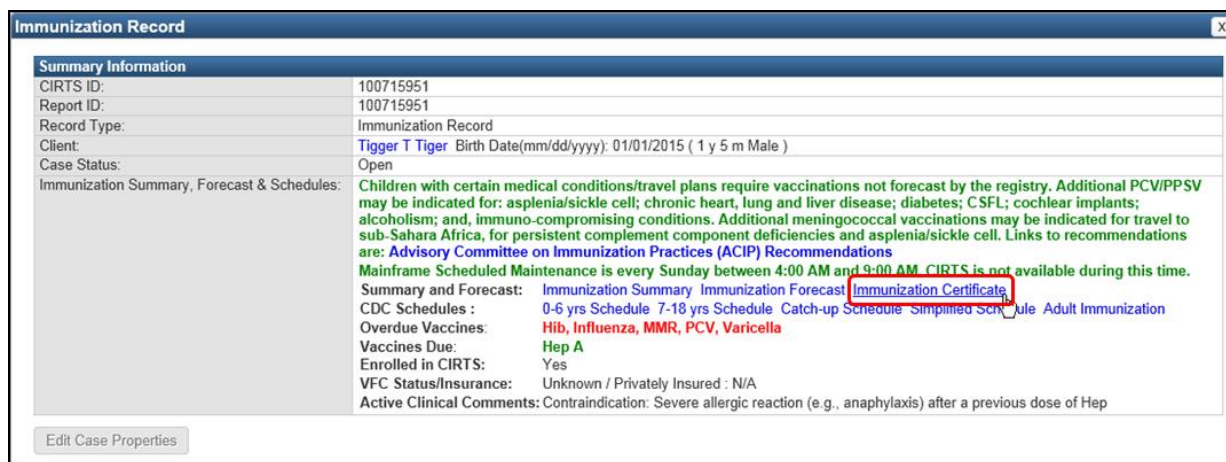 Immunization Record
X
Summary Information
CIRTS ID: 100715951
Report ID: 100715951
Record Type: Immunization Record
Client: Tigger T Tiger Birth Date(mm/dd/yyyy): 01/01/2015 ( 1 y 5 m Male )
Case Status: Open
Immunization Summary, Forecast & Schedules: Children with certain medical conditions/travel plans require vaccinations not forecast by the registry. Additional PCV/PPSV
may be indicated for: asplenia/sickle cell; chronic heart, lung and liver disease; diabetes; CSFL; cochlear implants;
alcoholism; and, immuno-compromising conditions. Additional meningococcal vaccinations may be indicated for travel to
sub-Sahara Africa, for persistent complement component deficiencies and asplenia/sickle cell. Links to recommendations
are: Advisory Committee on Immunization Practices (ACIP) Recommendations
Mainframe Scheduled Maintenance is every Sunday between 4:00 AM and 9:00 AM. CIRTS is not available during this time.
Summary and Forecast: Immunization Summary Immunization Forecast Immunization Certificate
CDC Schedules : 0-6 yrs Schedule 7-18 yrs Schedule Catch-up Schedule Simplified Schedule Adult Immunization
Overdue Vaccines: Hib, Influenza, MMR, PCV, Varicella
Vaccines Due: Hep A
Enrolled in CIRTS: Yes
VFC Status/Insurance: Unknown / Privately Insured : N/A
Active Clinical Comments: Contraindication: Severe allergic reaction (e.g., anaphylaxis) after a previous dose of Hep
Edit Case Properties